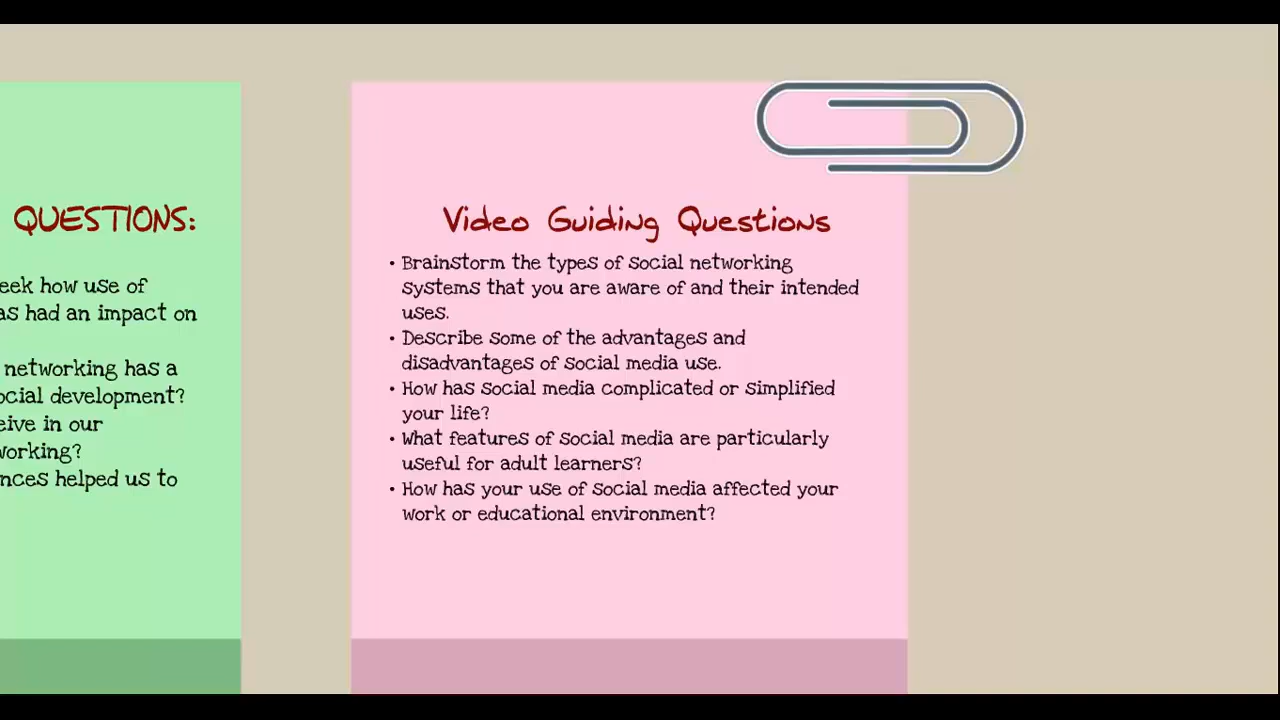 QUESTIONS:
eek how use of
as had an impact on
networking has a
ocial development?
eive in our
working?
nces helped us to
Video Guiding Questions
• Brainstorm the types of social networking
systems that you are aware of and their intended
uses.
• Describe some of the advantages and
disadvantages of social media use.
• How has social media complicated or simplified
your life?
• What features of social media are particularly
useful for adult learners?
• How has your use of social media affected your
work or educational environment?